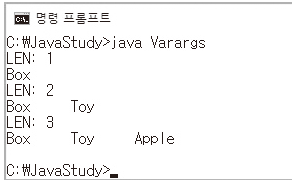 명령 프롬프트
C:₩JavaStudy>java Varargs
LEN: 1
Box
LEN: 2
Box Toy
LEN: 3
Box Toy Apple
C:₩JavaStudy>